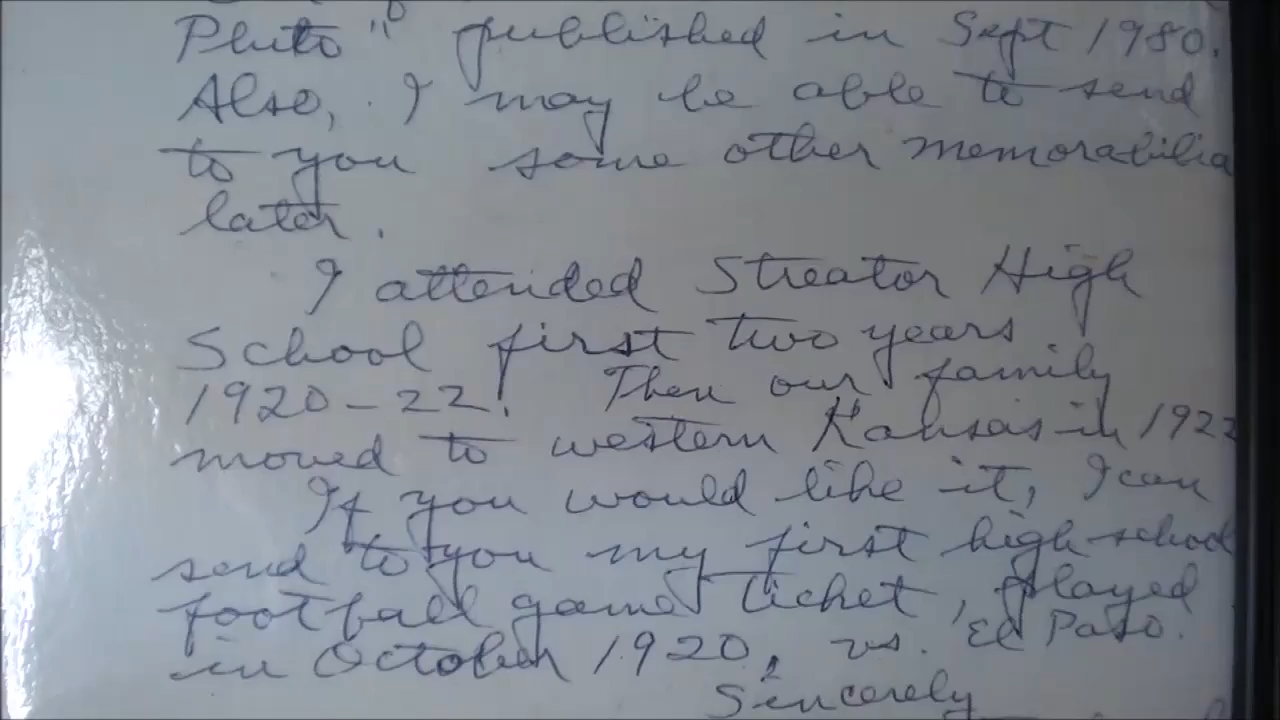 Pluto" published in Sept 1980.
Also, I may be able to send
to you some other memorabilia
later.
I attended Streator High
School first two years
1920-22. Then our family
moved to western Kansas in 1922
If you would like it, I can
send to you my first high school
football game ticket, played
in October 1920, vs. El Paso.
Sincerely